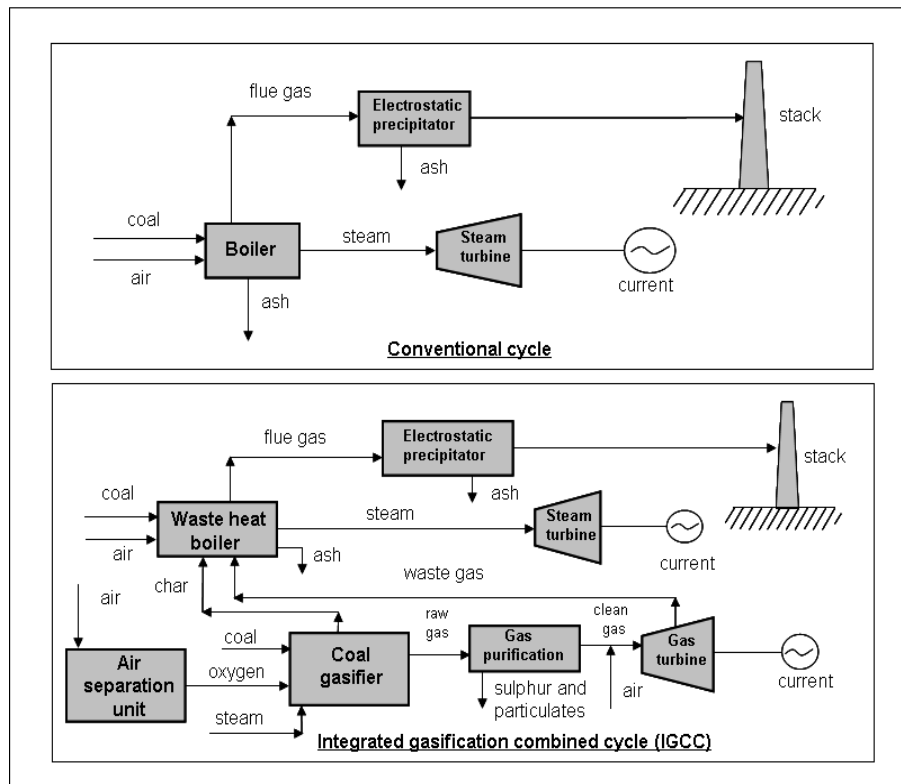 flue gas
Electrostatic
precipitator
stack
ash
coal
steam
Steam
turbine
Boiler
air
current
ash
Conventional cycle
flue gas
Electrostatic
precipitator
stack
coal
ash
Waste heat
boiler
steam
Steam
turbine
air
ash
current
char
waste gas
air
raw
gas
clean
gas
coal
Coal
gasifier
Gas
purification
Gas
turbine
Air
separation
unit
oxygen
current
sulphur and
particulates
air
steam
Integrated gasification combined cycle (IGCC)